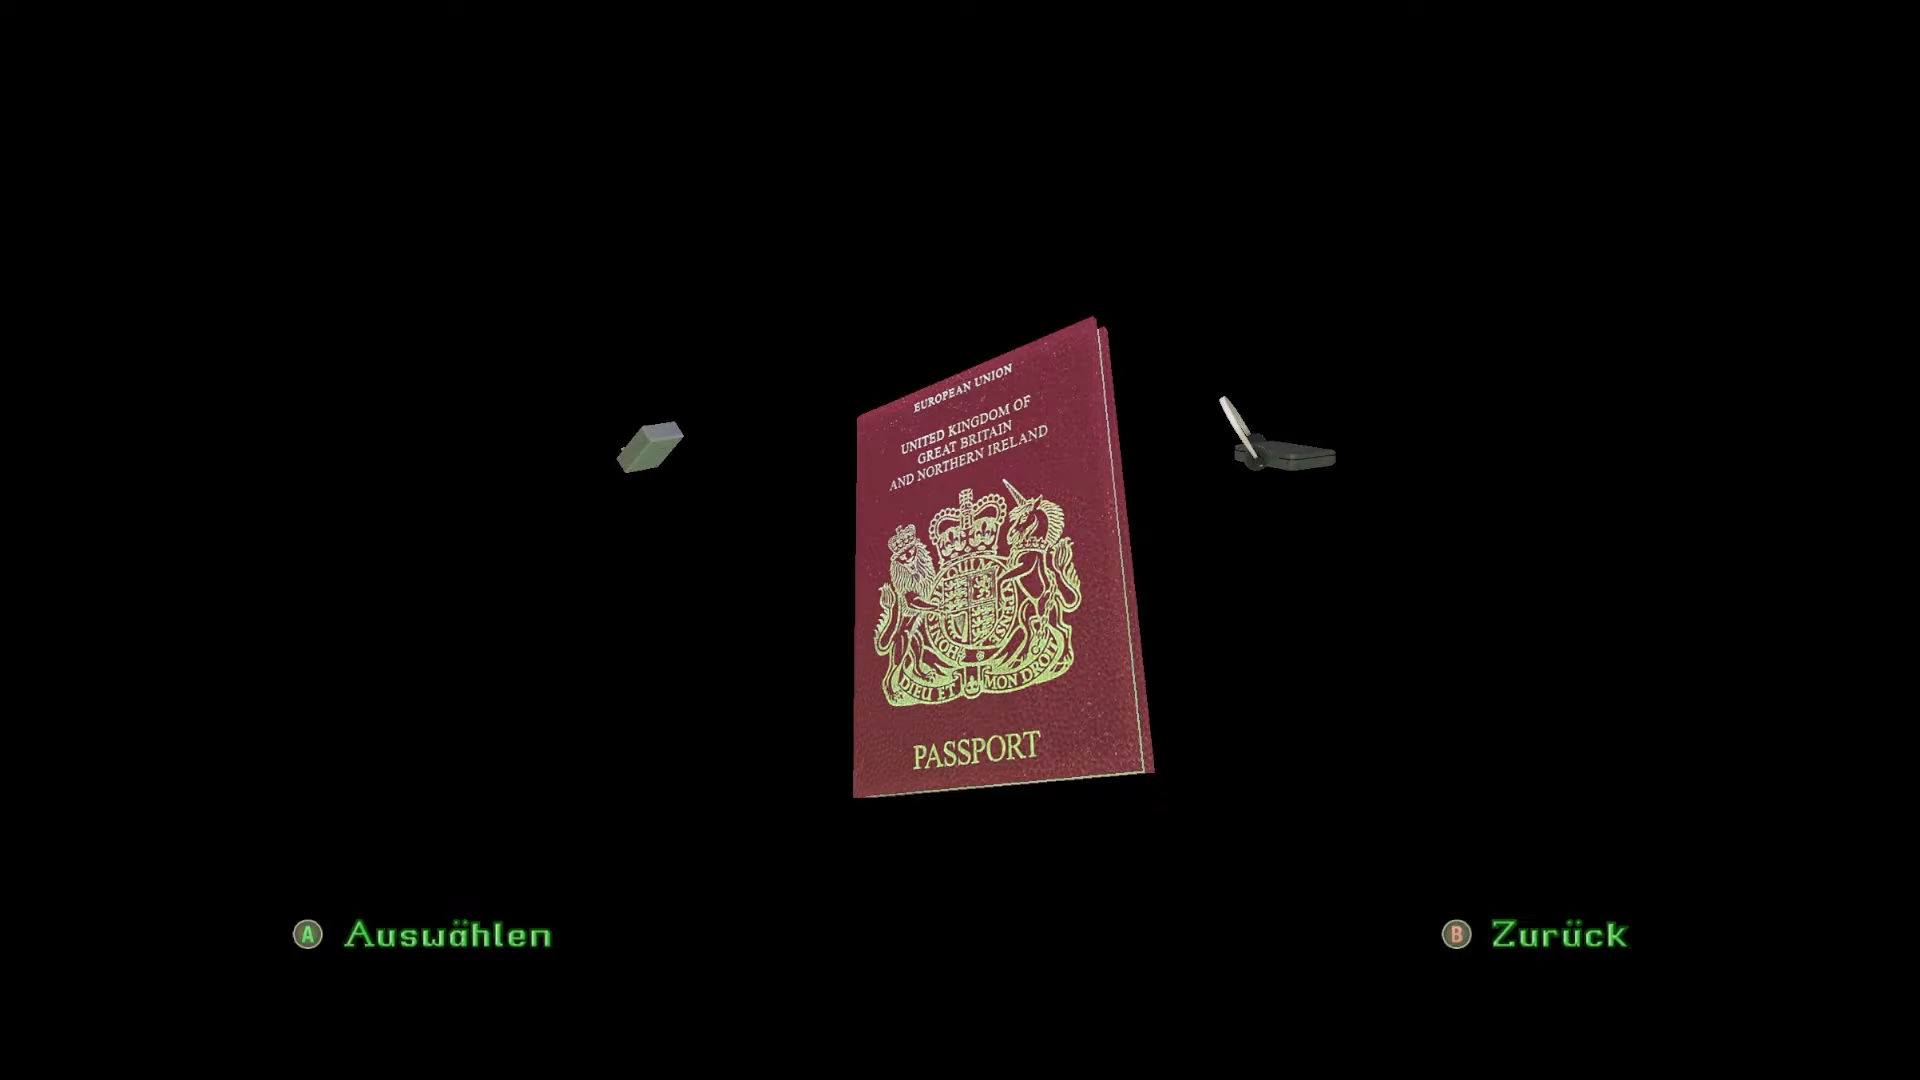 EUROPEAN UNION
UNITED KINGDOM OF
GREAT BRITAIN
AND NORTHERN IRELAND
DIEU ET MON DROIT
PASSPORT
A Auswählen
B Zurück